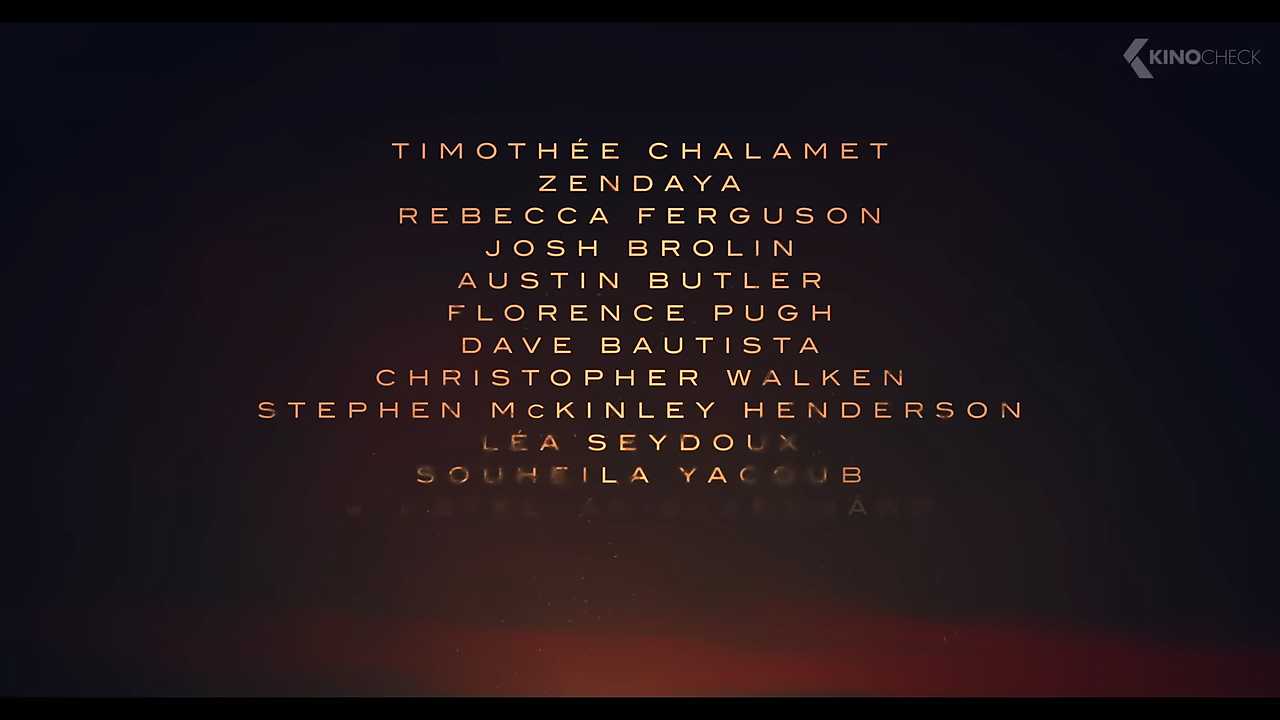 KINOCHECK
TIMOTHÉE CHALAMET
ZENDAYA
REBECCA FERGUSON
JOSH BROLIN
AUSTIN BUTLER
FLORENCE PUGH
DAVE BAUTISTA
CHRISTOPHER WALKEN
STEPHEN McKINLEY HENDERSON
LÉA SEYDOUX
SOUHEILA YACOUB